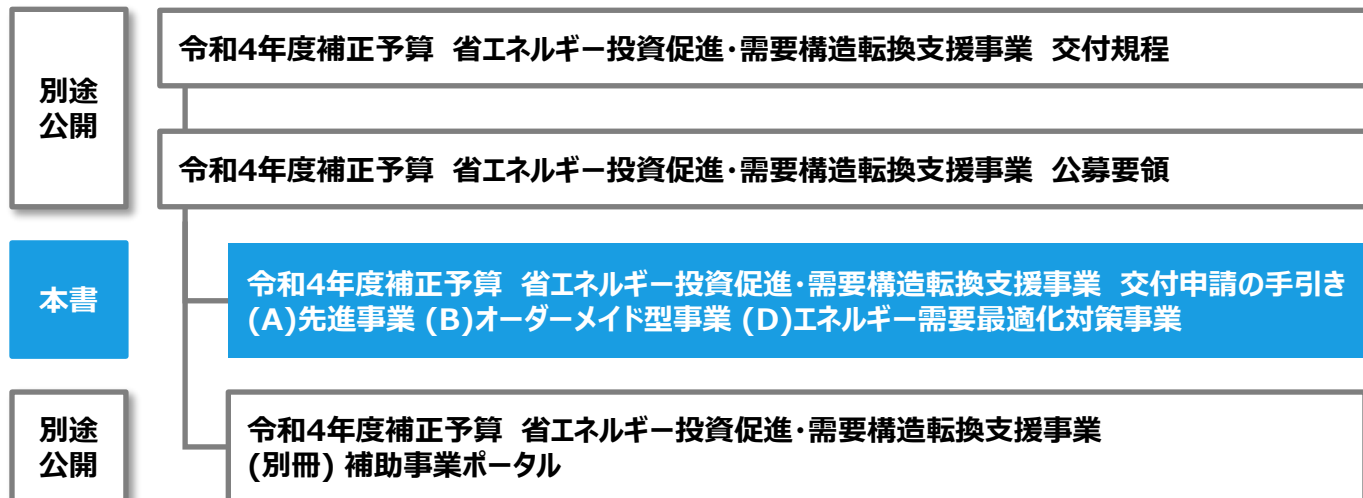 別途
公開
令和4年度補正予算 省エネルギー投資促進・需要構造転換支援事業 交付規程
令和4年度補正予算 省エネルギー投資促進・需要構造転換支援事業 公募要領
本書
令和4年度補正予算 省エネルギー投資促進・需要構造転換支援事業 交付申請の手引き
(A)先進事業 (B)オーダーメイド型事業 (D)エネルギー需要最適化対策事業
別途
公開
令和4年度補正予算 省エネルギー投資促進・需要構造転換支援事業
(別冊) 補助事業ポータル